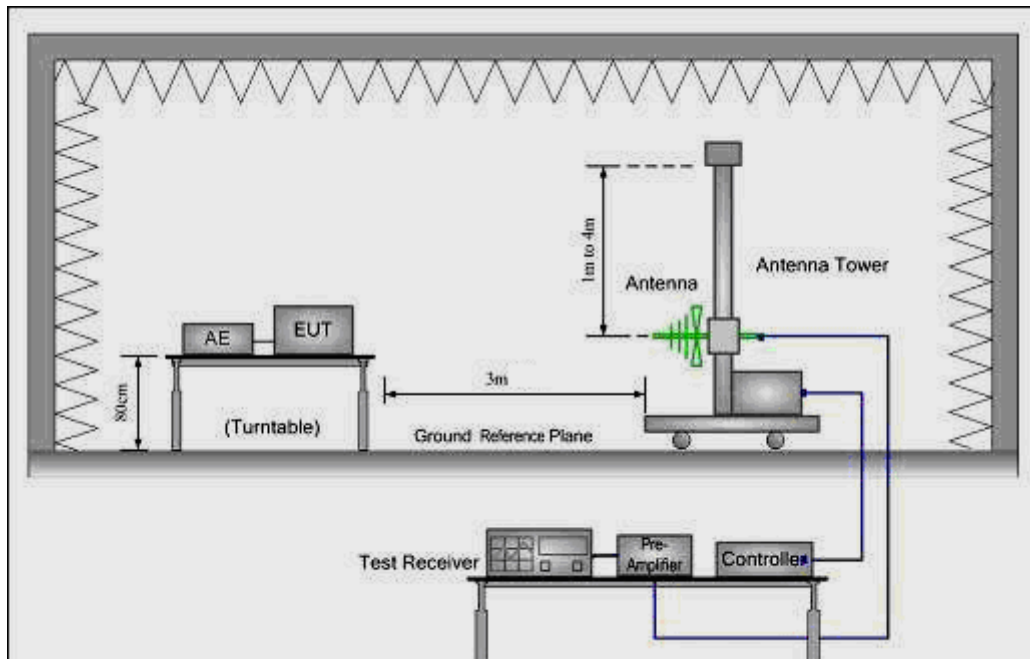 1m to 4m
Antenna
Antenna Tower
AE
EUT
80cm
(Turntable)
3m
Ground Reference Plane
Test Receiver
Pre-
Amplifier
Controller